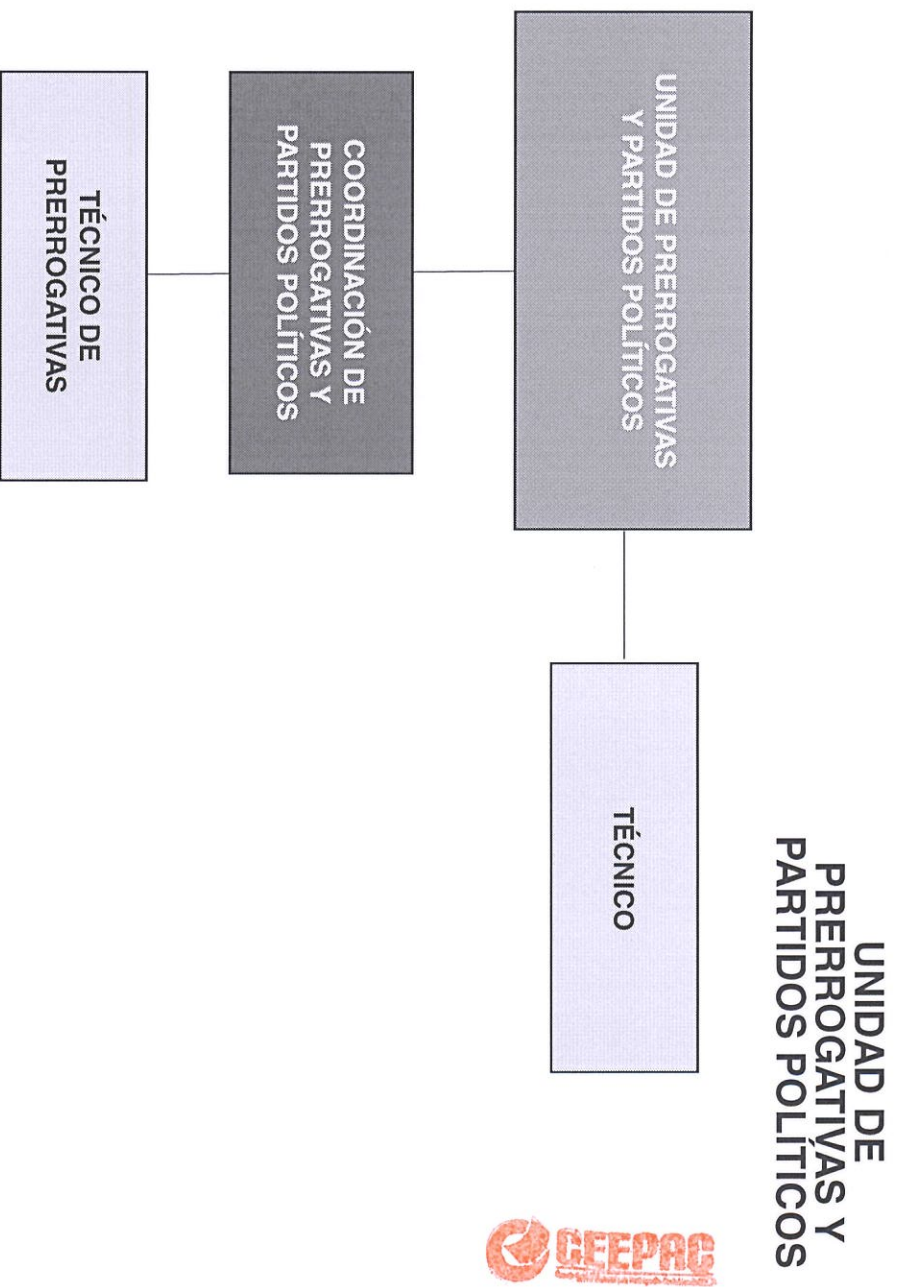 UNIDAD DE
PRERROGATIVAS Y
PARTIDOS POLÍTICOS
UNIDAD DE PRERROGATIVAS
Y PARTIDOS POLÍTICOS
TÉCNICO
COORDINACIÓN DE
PRERROGATIVAS Y
PARTIDOS POLÍTICOS
TÉCNICO DE
PRERROGATIVAS
CEEPAC